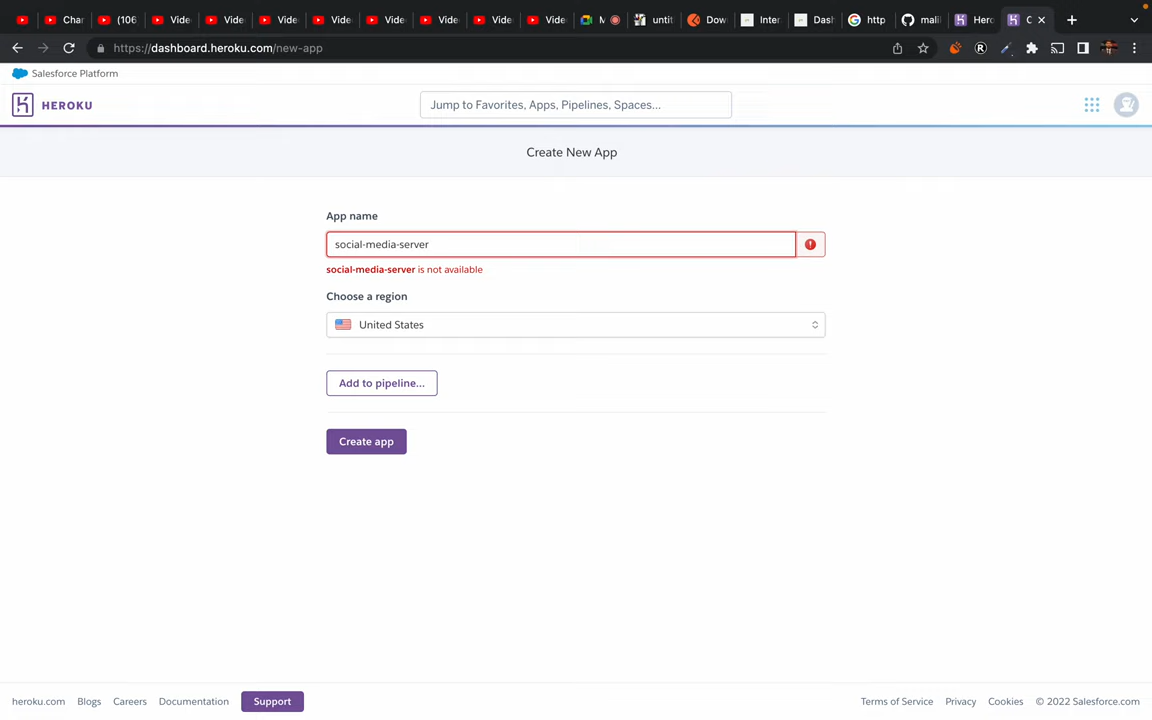 Char
(106
Vide
Vide
Vide
Vide
Vide
Vide
Vide
Vide
M
untit
Dow
Inter
Dash
http
mali
Herc
C
https://dashboard.heroku.com/new-app
Salesforce Platform
HEROKU
Jump to Favorites, Apps, Pipelines, Spaces...
Create New App
App name
social-media-server
social-media-server is not available
Choose a region
United States
Add to pipeline...
Create app
heroku.com Blogs Careers Documentation Support
Terms of Service Privacy Cookies © 2022 Salesforce.com